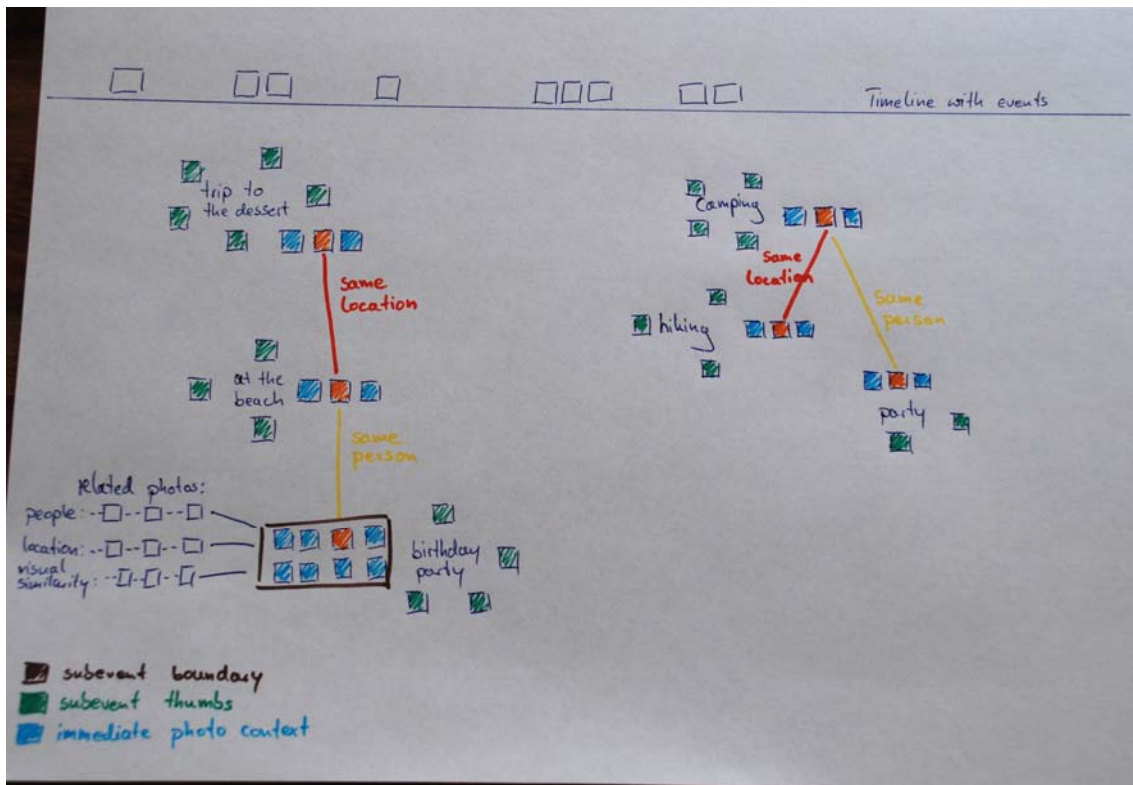 Timeline with events
trip to
the dessert
same
location
at the
beach
same
person
related photos:
people:
location:
visual
similarity:
birthday
party
Camping
same
location
same
person
hiking
party
subevent boundary
subevent thumbs
immediate photo context